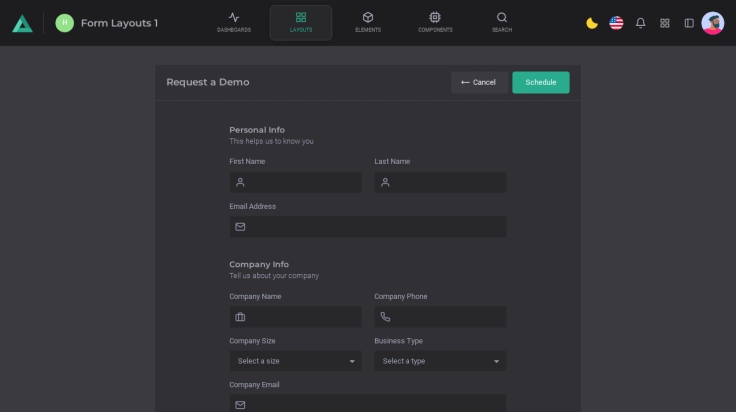 H Form Layouts 1
DASHBOARDS LAYOUTS ELEMENTS COMPONENTS SEARCH
Request a Demo
Cancel Schedule
Personal Info
This helps us to know you
First Name Last Name
Email Address
Company Info
Tell us about your company
Company Name Company Phone
Company Size Business Type
Select a size Select a type
Company Email